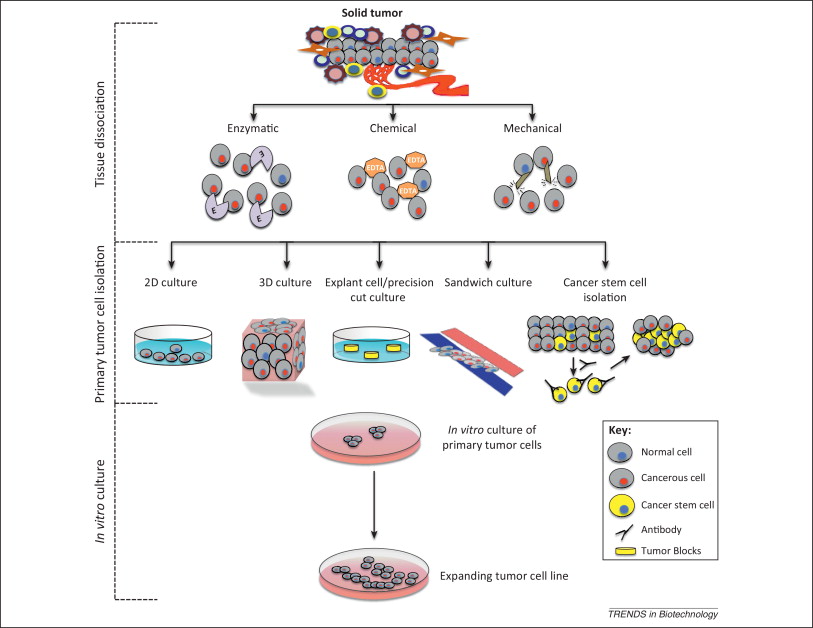 Solid tumor
Tissue dissociation
Enzymatic
Chemical
Mechanical
E
E
E
EDTA
EDTA
EDTA
Primary tumor cell isolation
2D culture
3D culture
Explant cell/precision
cut culture
Sandwich culture
Cancer stem cell
isolation
In vitro culture
In vitro culture of
primary tumor cells
Expanding tumor cell line
Key:
Normal cell
Cancerous cell
Cancer stem cell
Antibody
Tumor Blocks
TRENDS in Biotechnology